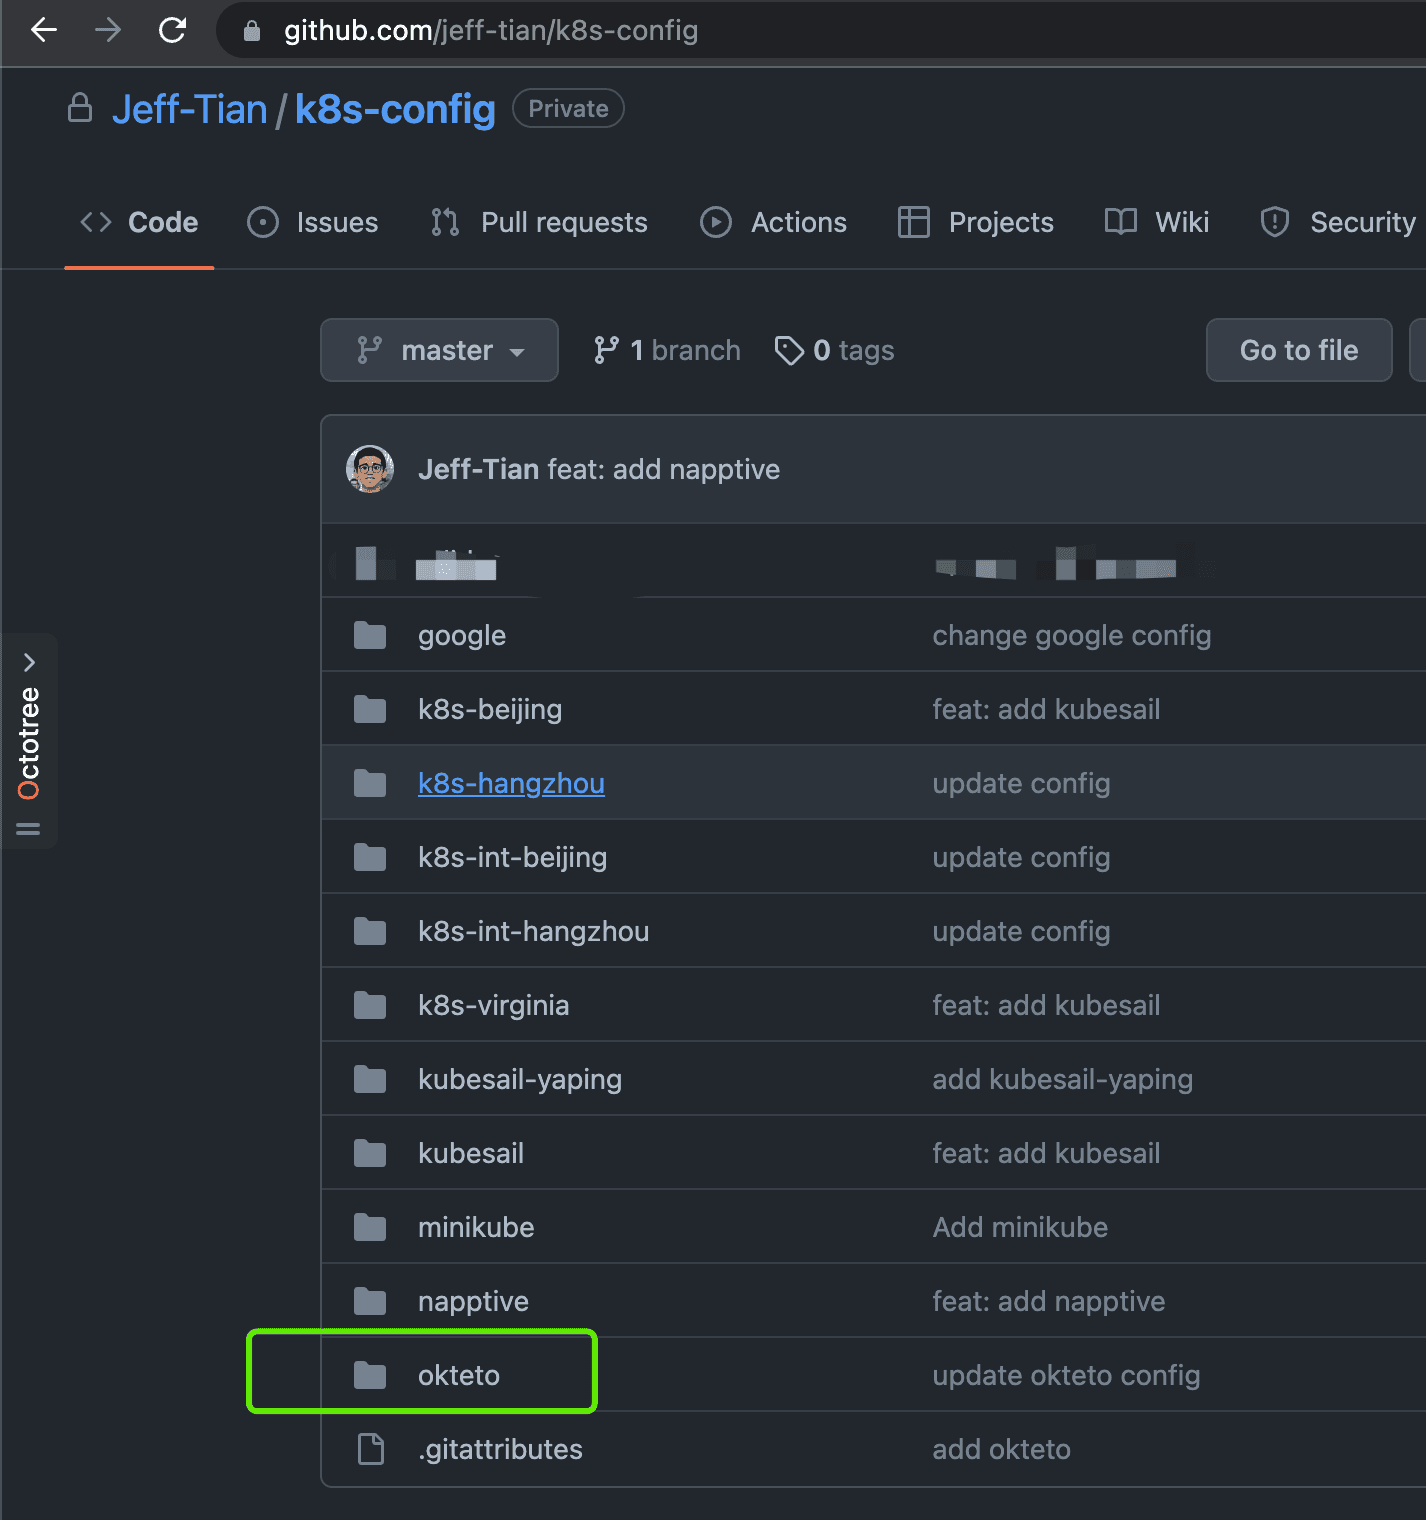 github.com/jeff-tian/k8s-config
Jeff-Tian / k8s-config Private
Code Issues Pull requests Actions Projects Wiki Security
master 1 branch 0 tags Go to file
Jeff-Tian feat: add napptive
google change google config
k8s-beijing feat: add kubesail
k8s-hangzhou update config
k8s-int-beijing update config
k8s-int-hangzhou update config
k8s-virginia feat: add kubesail
kubesail-yaping add kubesail-yaping
kubesail feat: add kubesail
minikube Add minikube
napptive feat: add napptive
okteto update okteto config
.gitattributes add okteto
Octotree